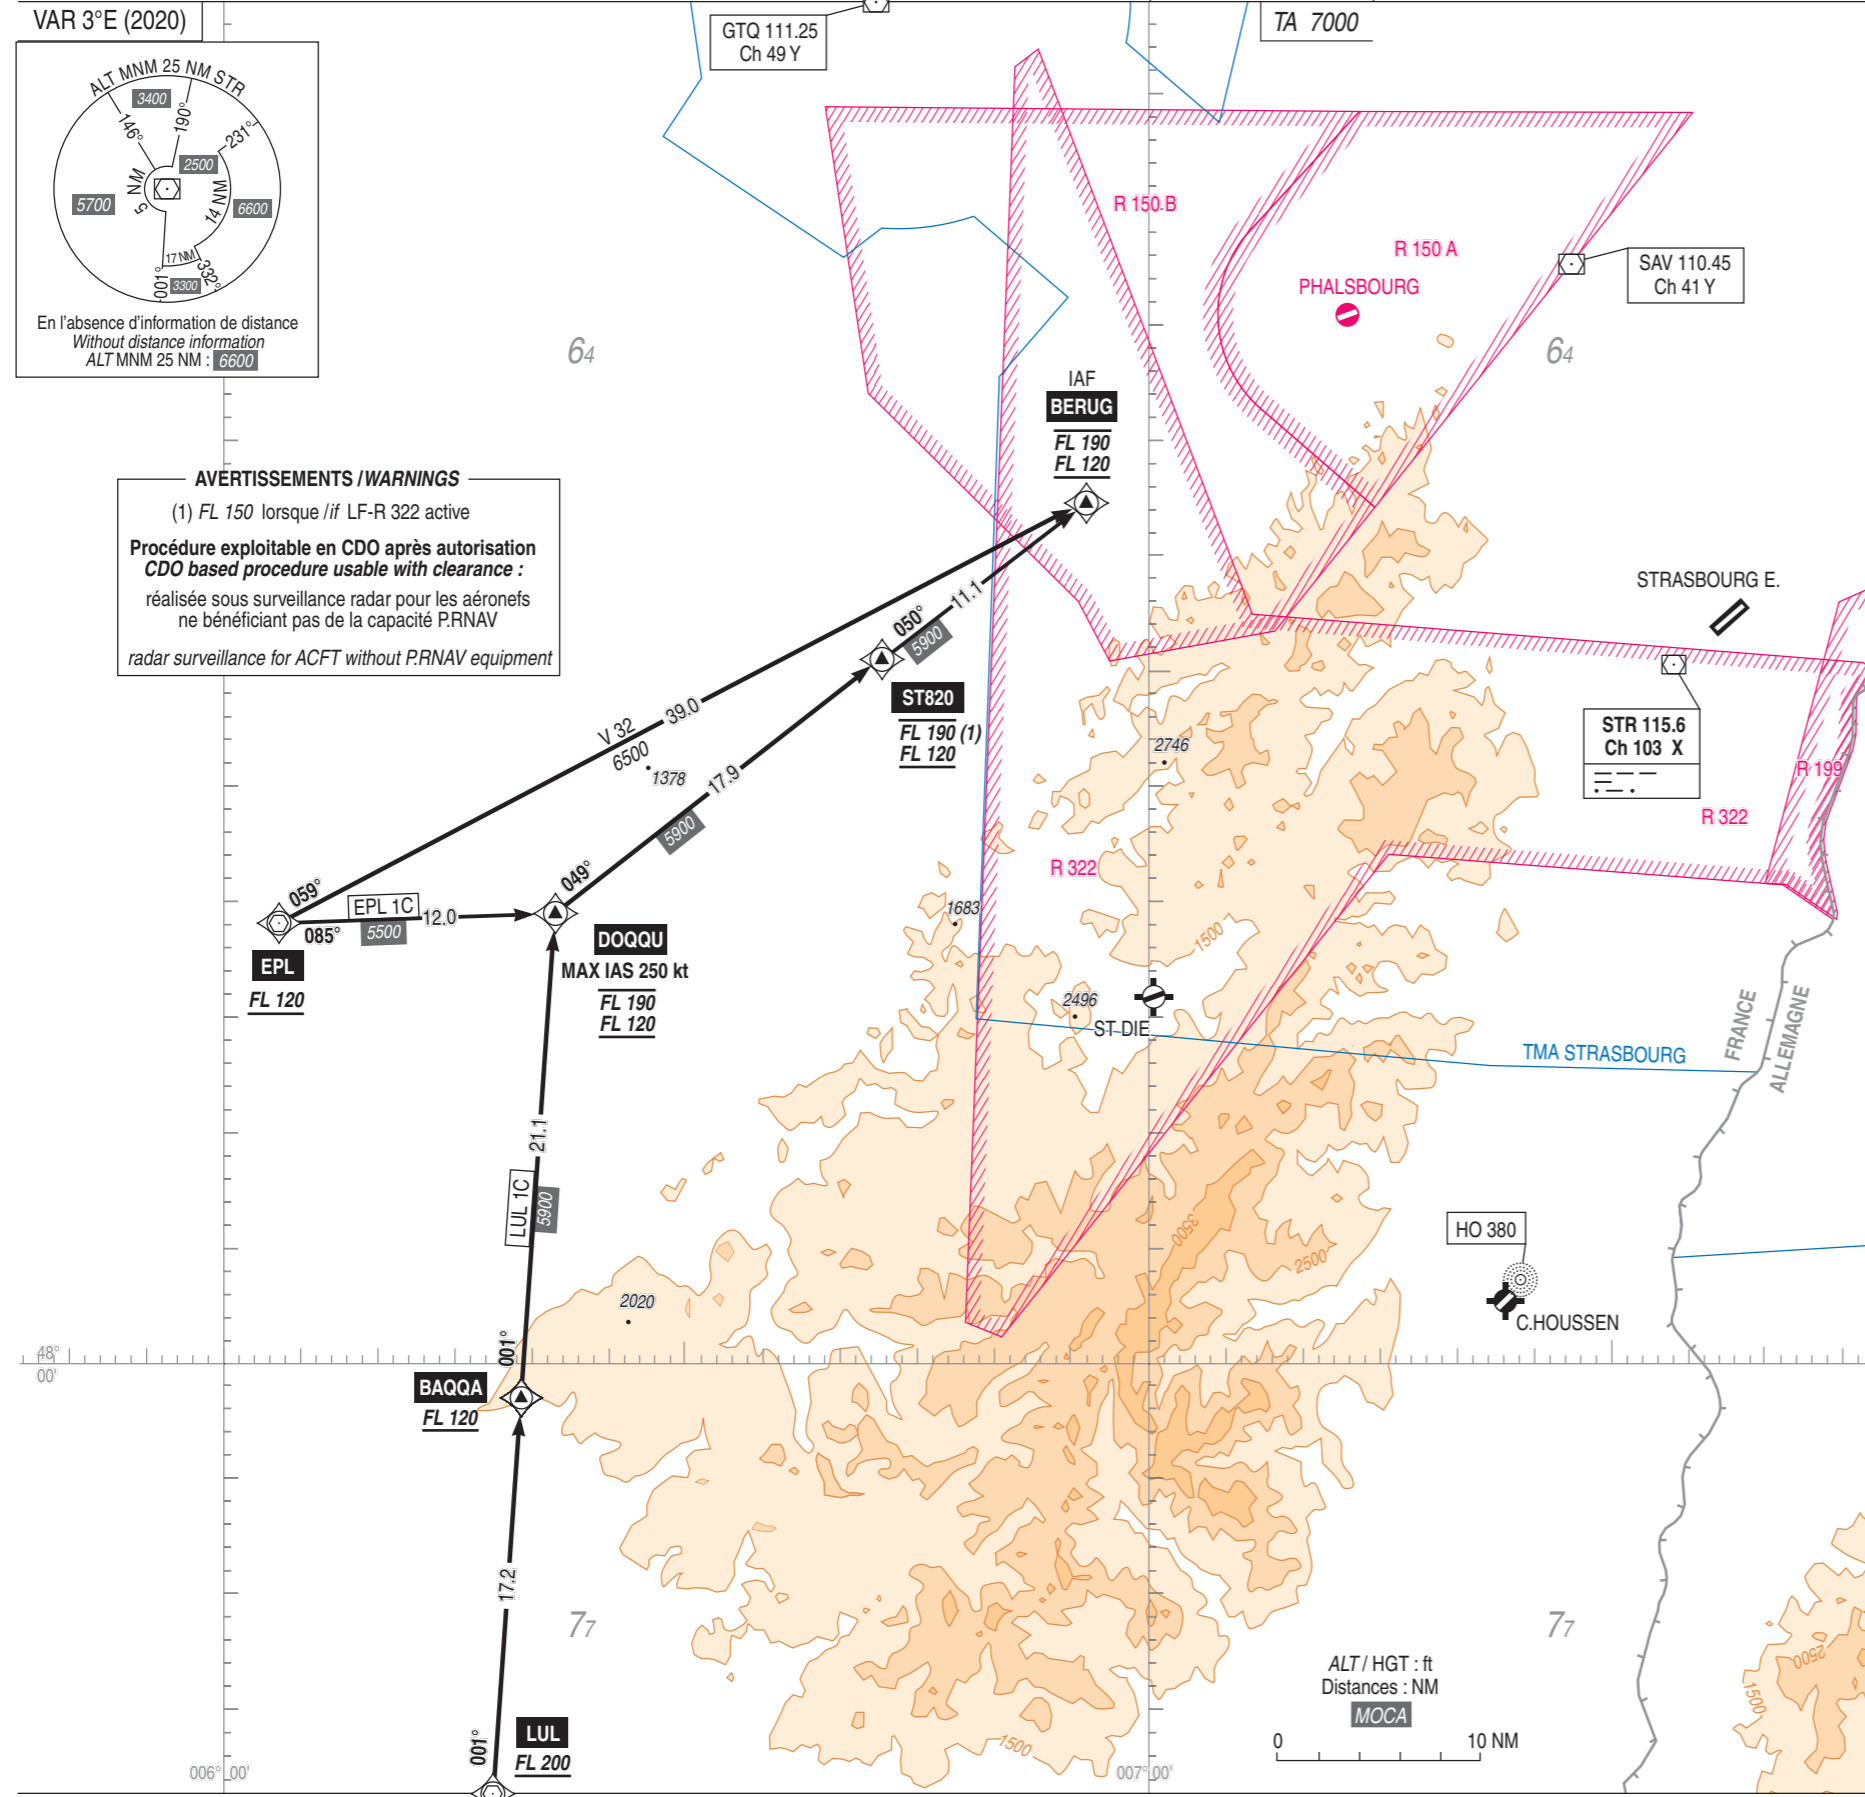 VAR 3°E (2020)
GTQ 111.25
Ch 49 Y
TA 7000
ALT MNM 25 NM STR
3400
146°
190°
231°
2500
5 NM
14 NM
5700
6600
17 NM
001°
3300
332°
En l'absence d'information de distance
Without distance information
ALT MNM 25 NM : 6600
R 150 B
R 150 A
PHALSBOURG
SAV 110.45
Ch 41 Y
64
64
IAF
BERUG
FL 190
FL 120
AVERTISSEMENTS / WARNINGS
(1) FL 150 lorsque / if LF-R 322 active
Procédure exploitable en CDO après autorisation
CDO based procedure usable with clearance :
réalisée sous surveillance radar pour les aéronefs
ne bénéficiant pas de la capacité P.RNAV
radar surveillance for ACFT without P.RNAV equipment
STRASBOURG E.
11.1
050°
5900
ST820
FL 190 (1)
FL 120
V 32
39.0
6500
1378
17.9
5900
2746
STR 115.6
Ch 103 X
R 199
R 322
R 322
059°
049°
EPL 1C
12.0
085°
5500
EPL
FL 120
DOQQU
MAX IAS 250 kt
FL 190
FL 120
1683
1500
2496
ST DIE
TMA STRASBOURG
FRANCE
ALLEMAGNE
21.1
LUL 1C
5900
3500
2500
HO 380
C.HOUSSEN
2020
001°
48°
00'
BAQQA
FL 120
17.2
77
77
ALT / HGT : ft
Distances : NM
MOCA
0 10 NM
2500
1500
1500
001°
LUL
FL 200
006° 00'
007° 00'